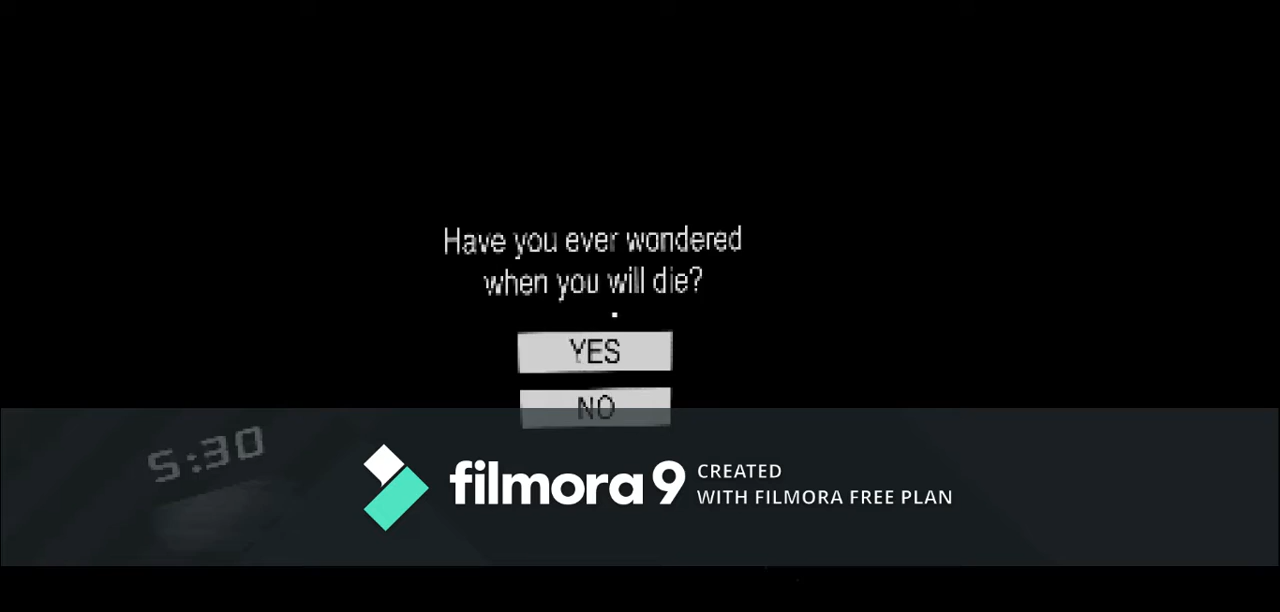 Have you ever wondered
when you will die?
YES
NO
5:30
filmora 9
CREATED
WITH FILMORA FREE PLAN